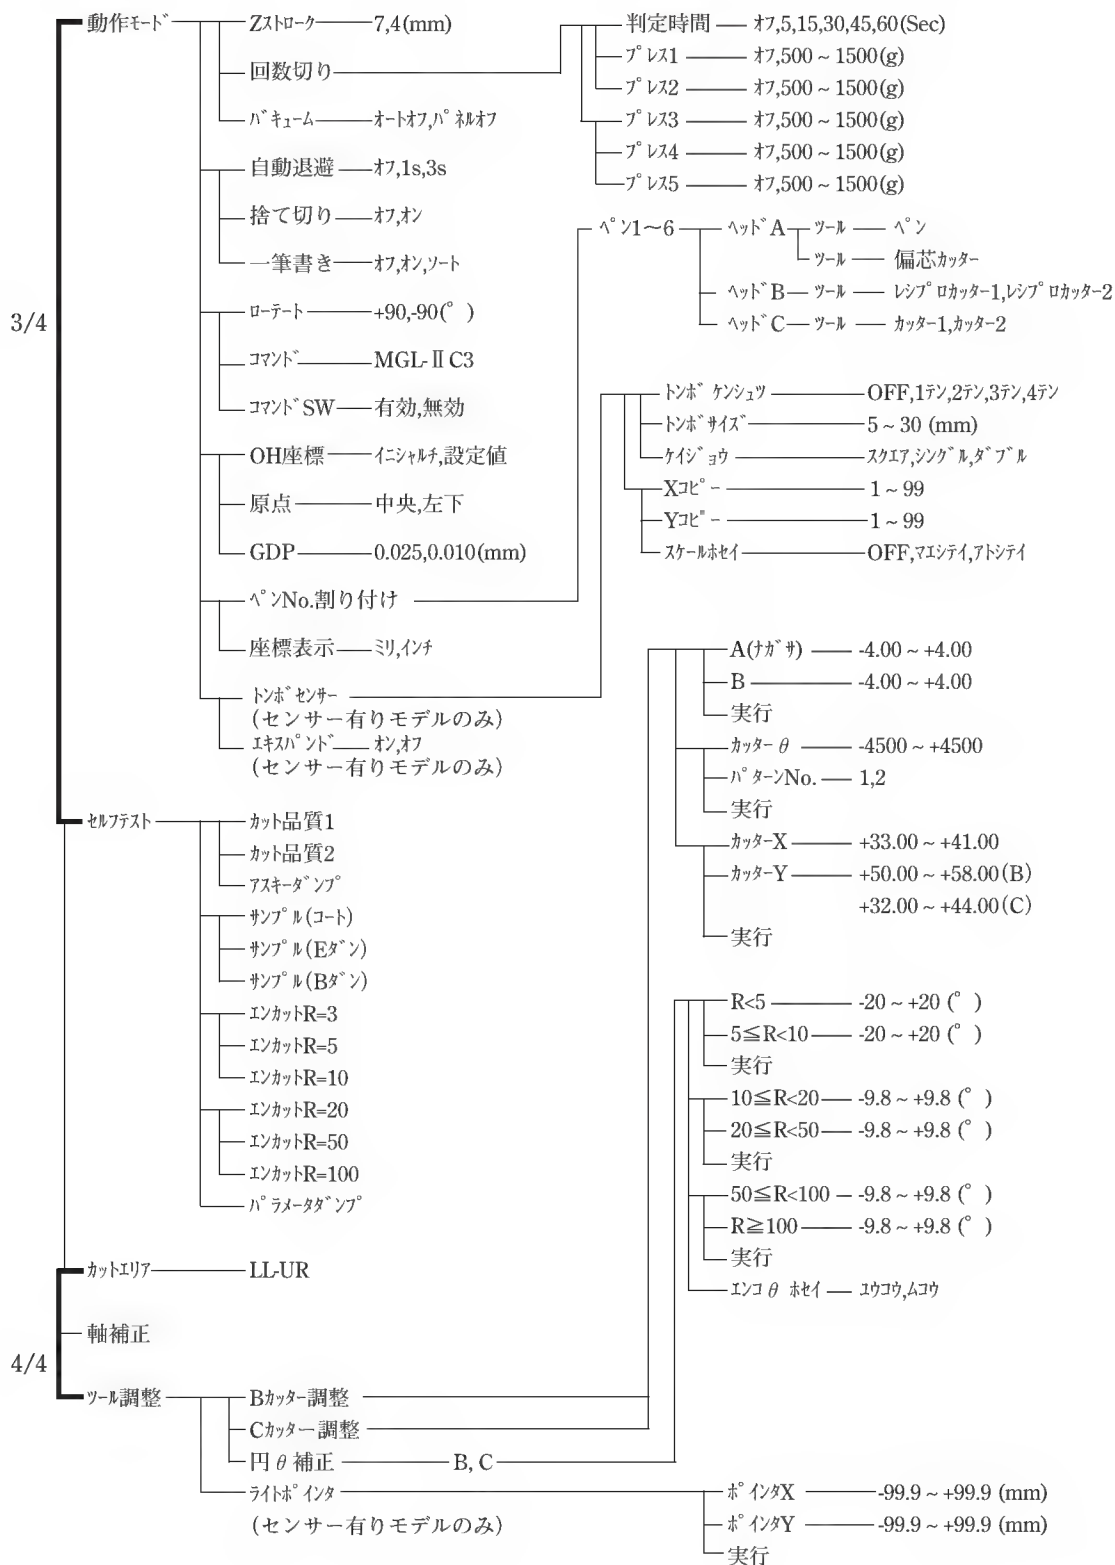 動作モード Zストローク 7,4(mm) 判定時間 オフ,5,15,30,45,60(Sec)
プレス1 オフ,500 ~ 1500(g)
回数切り プレス2 オフ,500 ~ 1500(g)
バキューム オートオフ,パネルオフ プレス3 オフ,500 ~ 1500(g)
プレス4 オフ,500 ~ 1500(g)
自動退避 オフ,1s,3s プレス5 オフ,500 ~ 1500(g)
捨て切り オフ,オン ペン1～6 ヘッドA ツール ペン
一筆書き オフ,オン,ソート ツール 偏芯カッター
ヘッドB ツール レシプロカッター1,レシプロカッター2
3/4 ローテート +90,-90(°) ヘッドC ツール カッター1,カッター2
コマンド MGL-ⅡC3
コマンドSW 有効,無効 トンボケンシュツ OFF,1テン,2テン,3テン,4テン
トンボサイズ 5 ~ 30 (mm)
OH座標 イニシャルチ,設定値 ケイジョウ スクエア,シングル,ダブル
Xコピー 1 ~ 99
原点 中央,左下 Yコピー 1 ~ 99
GDP 0.025,0.010(mm) スケールホセイ OFF,マエシテイ,アトシテイ
ペンNo.割り付け
座標表示 ミリ,インチ A(ナガサ) -4.00 ~ +4.00
B -4.00 ~ +4.00
トンボセンサー 実行
(センサー有りモデルのみ)
エキスパンド オン,オフ カッターθ -4500 ~ +4500
(センサー有りモデルのみ) パターンNo. 1,2
実行
セルフテスト カット品質1 カッターX +33.00 ~ +41.00
カット品質2 カッターY +50.00 ~ +58.00(B)
アスキーダンプ +32.00 ~ +44.00(C)
サンプル(コート) 実行
サンプル(Eダン)
サンプル(Bダン) R<5 -20 ~ +20 (°)
エンカットR=3 5≦R<10 -20 ~ +20 (°)
エンカットR=5 実行
エンカットR=10 10≦R<20 -9.8 ~ +9.8 (°)
エンカットR=20 20≦R<50 -9.8 ~ +9.8 (°)
エンカットR=50 実行
エンカットR=100 50≦R<100 -9.8 ~ +9.8 (°)
パラメータダンプ R≧100 -9.8 ~ +9.8 (°)
実行
カットエリア LL-UR エンコθ ホセイ ユウコウ,ムコウ
軸補正
4/4
ツール調整 Bカッター調整
Cカッター調整
円θ補正 B, C
ライトポインタ ポインタX -99.9 ~ +99.9 (mm)
(センサー有りモデルのみ) ポインタY -99.9 ~ +99.9 (mm)
実行